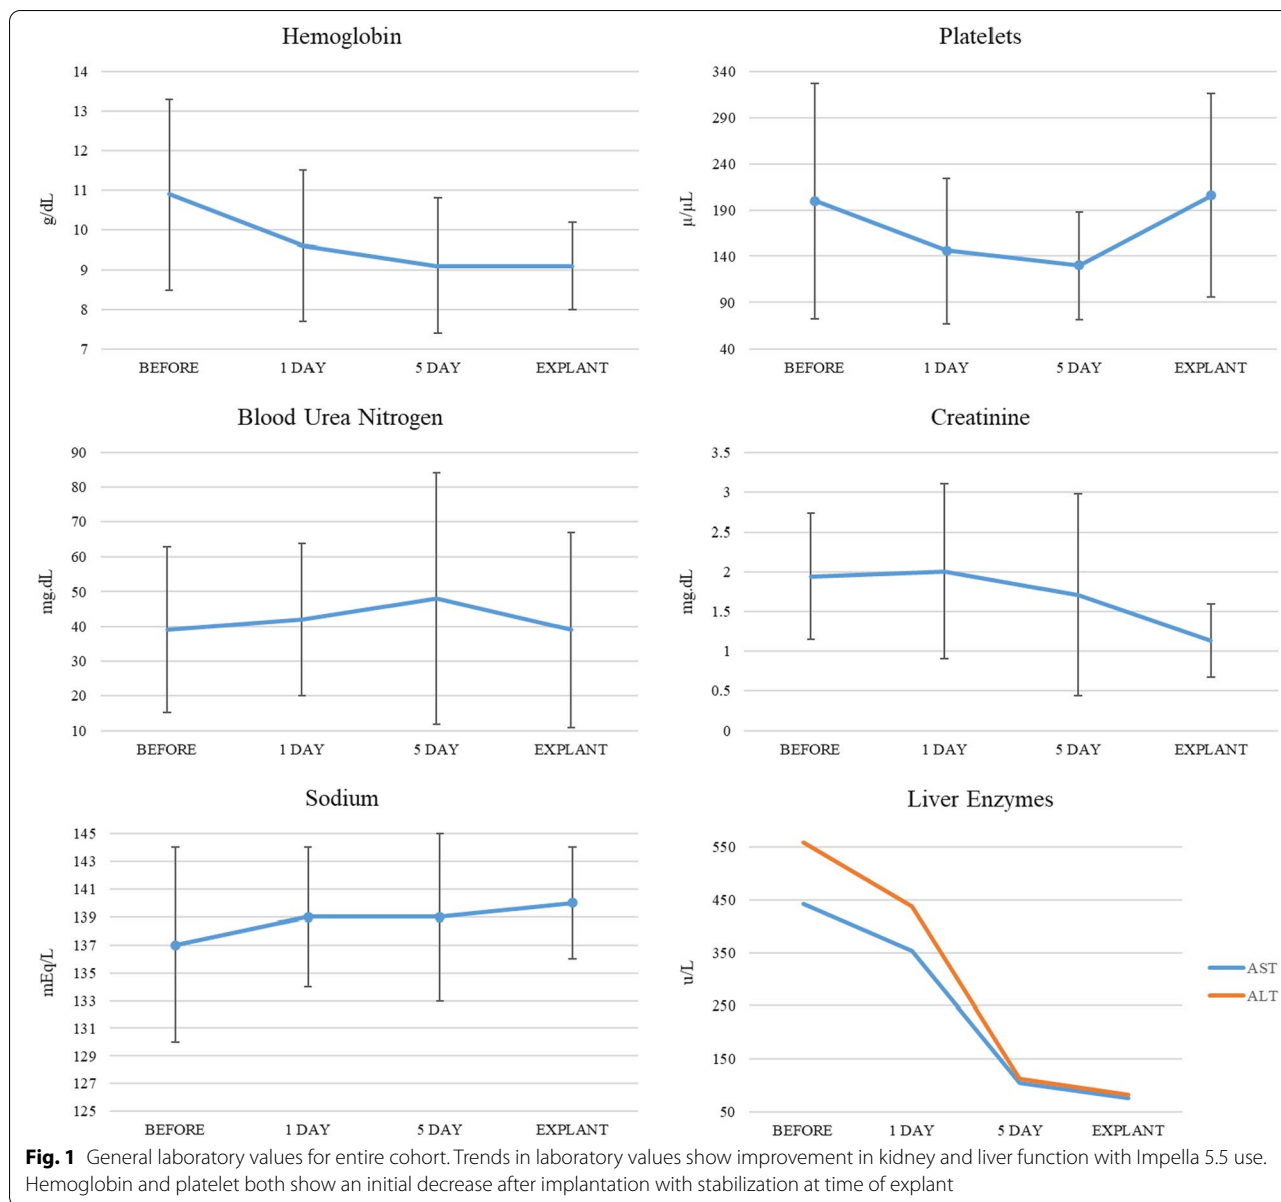 Hemoglobin
14
13
12
11
10
9
8
7
g/dL
BEFORE 1 DAY 5 DAY EXPLANT
Platelets
340
290
240
190
140
90
40
µ/µL
BEFORE 1 DAY 5 DAY EXPLANT
Blood Urea Nitrogen
90
80
70
60
50
40
30
20
10
mg.dL
BEFORE 1 DAY 5 DAY EXPLANT
Creatinine
3.5
3
2.5
2
1.5
1
0.5
0
mg.dL
BEFORE 1 DAY 5 DAY EXPLANT
Sodium
145
143
141
139
137
135
133
131
129
127
125
mEq/L
BEFORE 1 DAY 5 DAY EXPLANT
Liver Enzymes
550
450
350
250
150
50
u/L
BEFORE 1 DAY 5 DAY EXPLANT
AST
ALT
Fig. 1 General laboratory values for entire cohort. Trends in laboratory values show improvement in kidney and liver function with Impella 5.5 use.
Hemoglobin and platelet both show an initial decrease after implantation with stabilization at time of explant